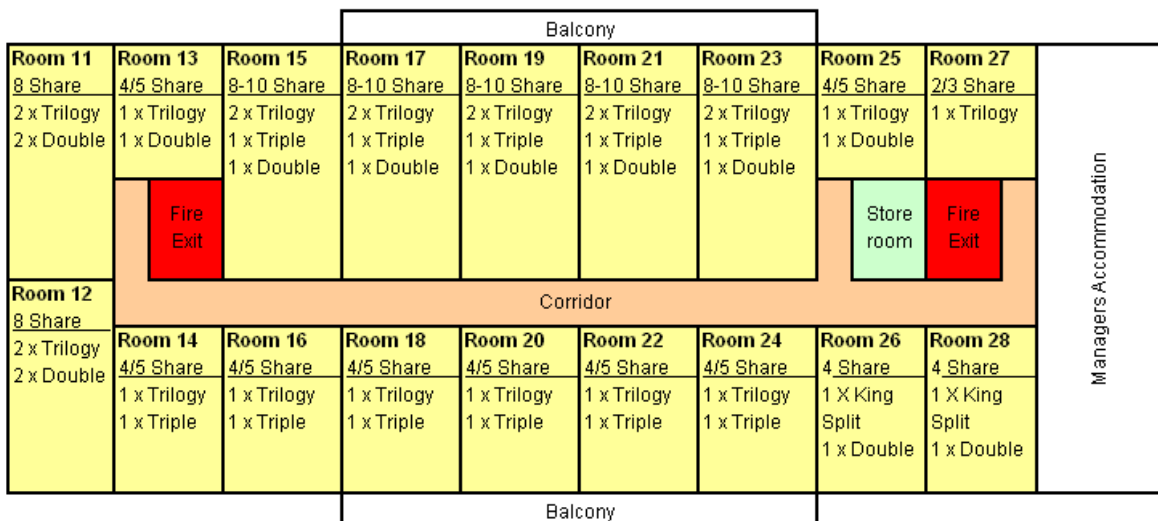 Balcony
Room 11
8 Share
2 x Trilogy
2 x Double
Room 13
4/5 Share
1 x Trilogy
1 x Double
Room 15
8-10 Share
2 x Trilogy
1 x Triple
1 x Double
Room 17
8-10 Share
2 x Trilogy
1 x Triple
1 x Double
Room 19
8-10 Share
2 x Trilogy
1 x Triple
1 x Double
Room 21
8-10 Share
2 x Trilogy
1 x Triple
1 x Double
Room 23
8-10 Share
2 x Trilogy
1 x Triple
1 x Double
Room 25
4/5 Share
1 x Trilogy
1 x Double
Room 27
2/3 Share
1 x Trilogy
Fire
Exit
Store
room
Fire
Exit
Managers Accommodation
Corridor
Room 12
8 Share
2 x Trilogy
2 x Double
Room 14
4/5 Share
1 x Trilogy
1 x Triple
Room 16
4/5 Share
1 x Trilogy
1 x Triple
Room 18
4/5 Share
1 x Trilogy
1 x Triple
Room 20
4/5 Share
1 x Trilogy
1 x Triple
Room 22
4/5 Share
1 x Trilogy
1 x Triple
Room 24
4/5 Share
1 x Trilogy
1 x Triple
Room 26
4 Share
1 X King
Split
1 x Double
Room 28
4 Share
1 X King
Split
1 x Double
Balcony